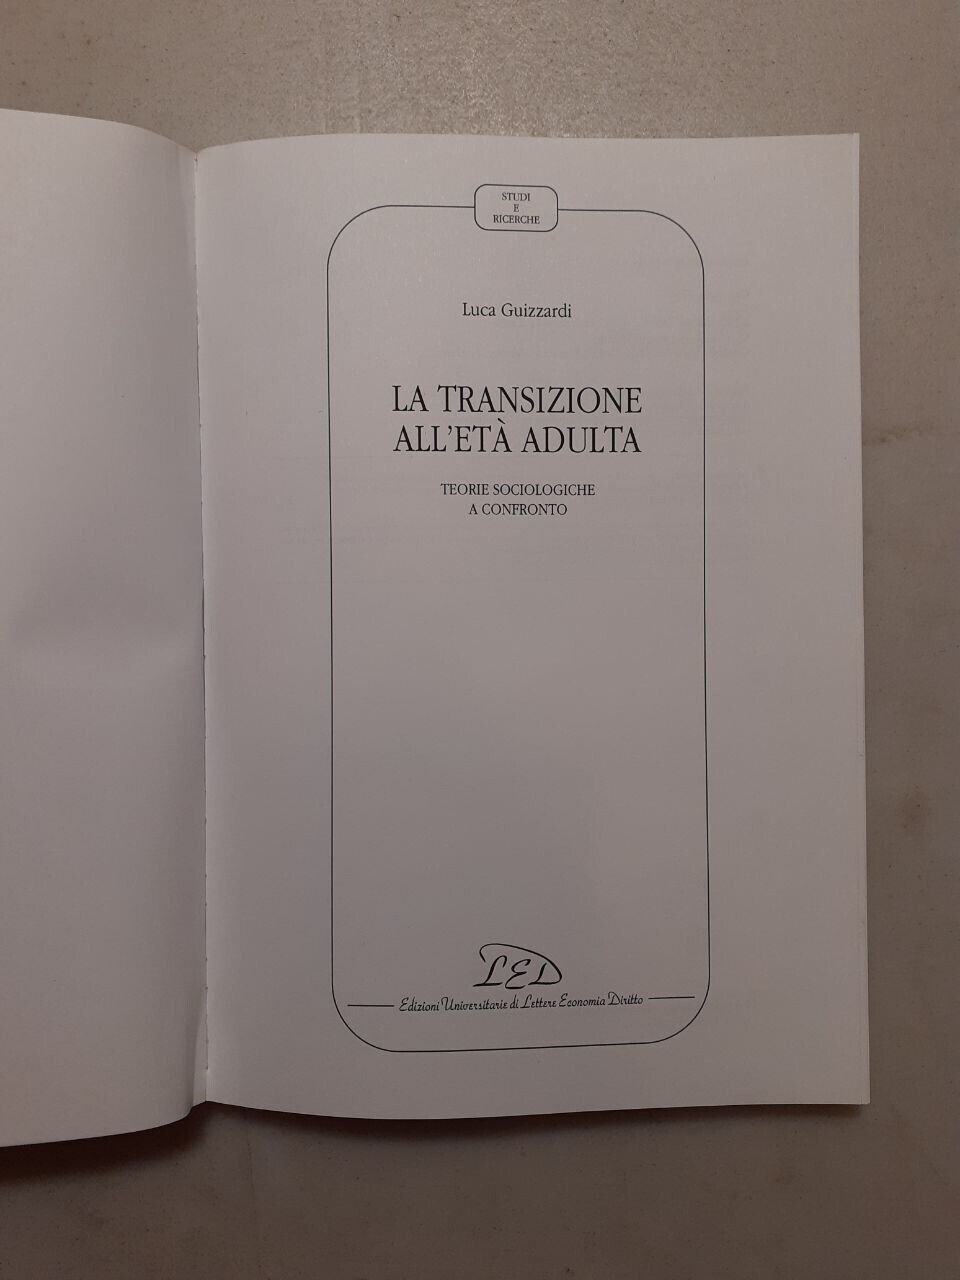 STUDI
E
RICERCHE
Luca Guizzardi
LA TRANSIZIONE
ALL'ETÀ ADULTA
TEORIE SOCIOLOGICHE
A CONFRONTO
LED
Edizioni Universitarie di Lettere Economia Diritto